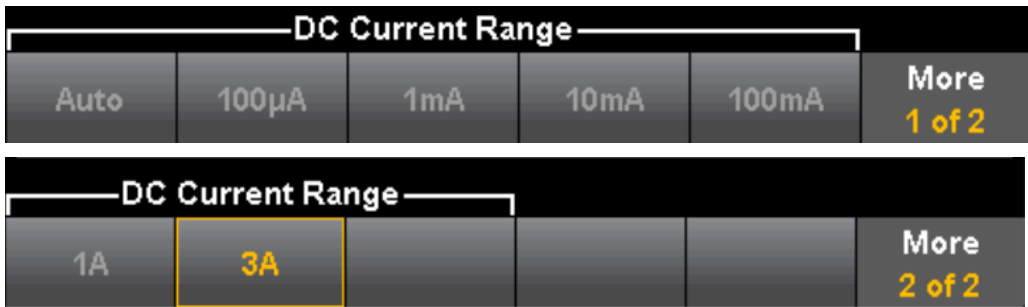 DC Current Range
Auto 100µA 1mA 10mA 100mA More
1 of 2
DC Current Range
1A 3A More
2 of 2